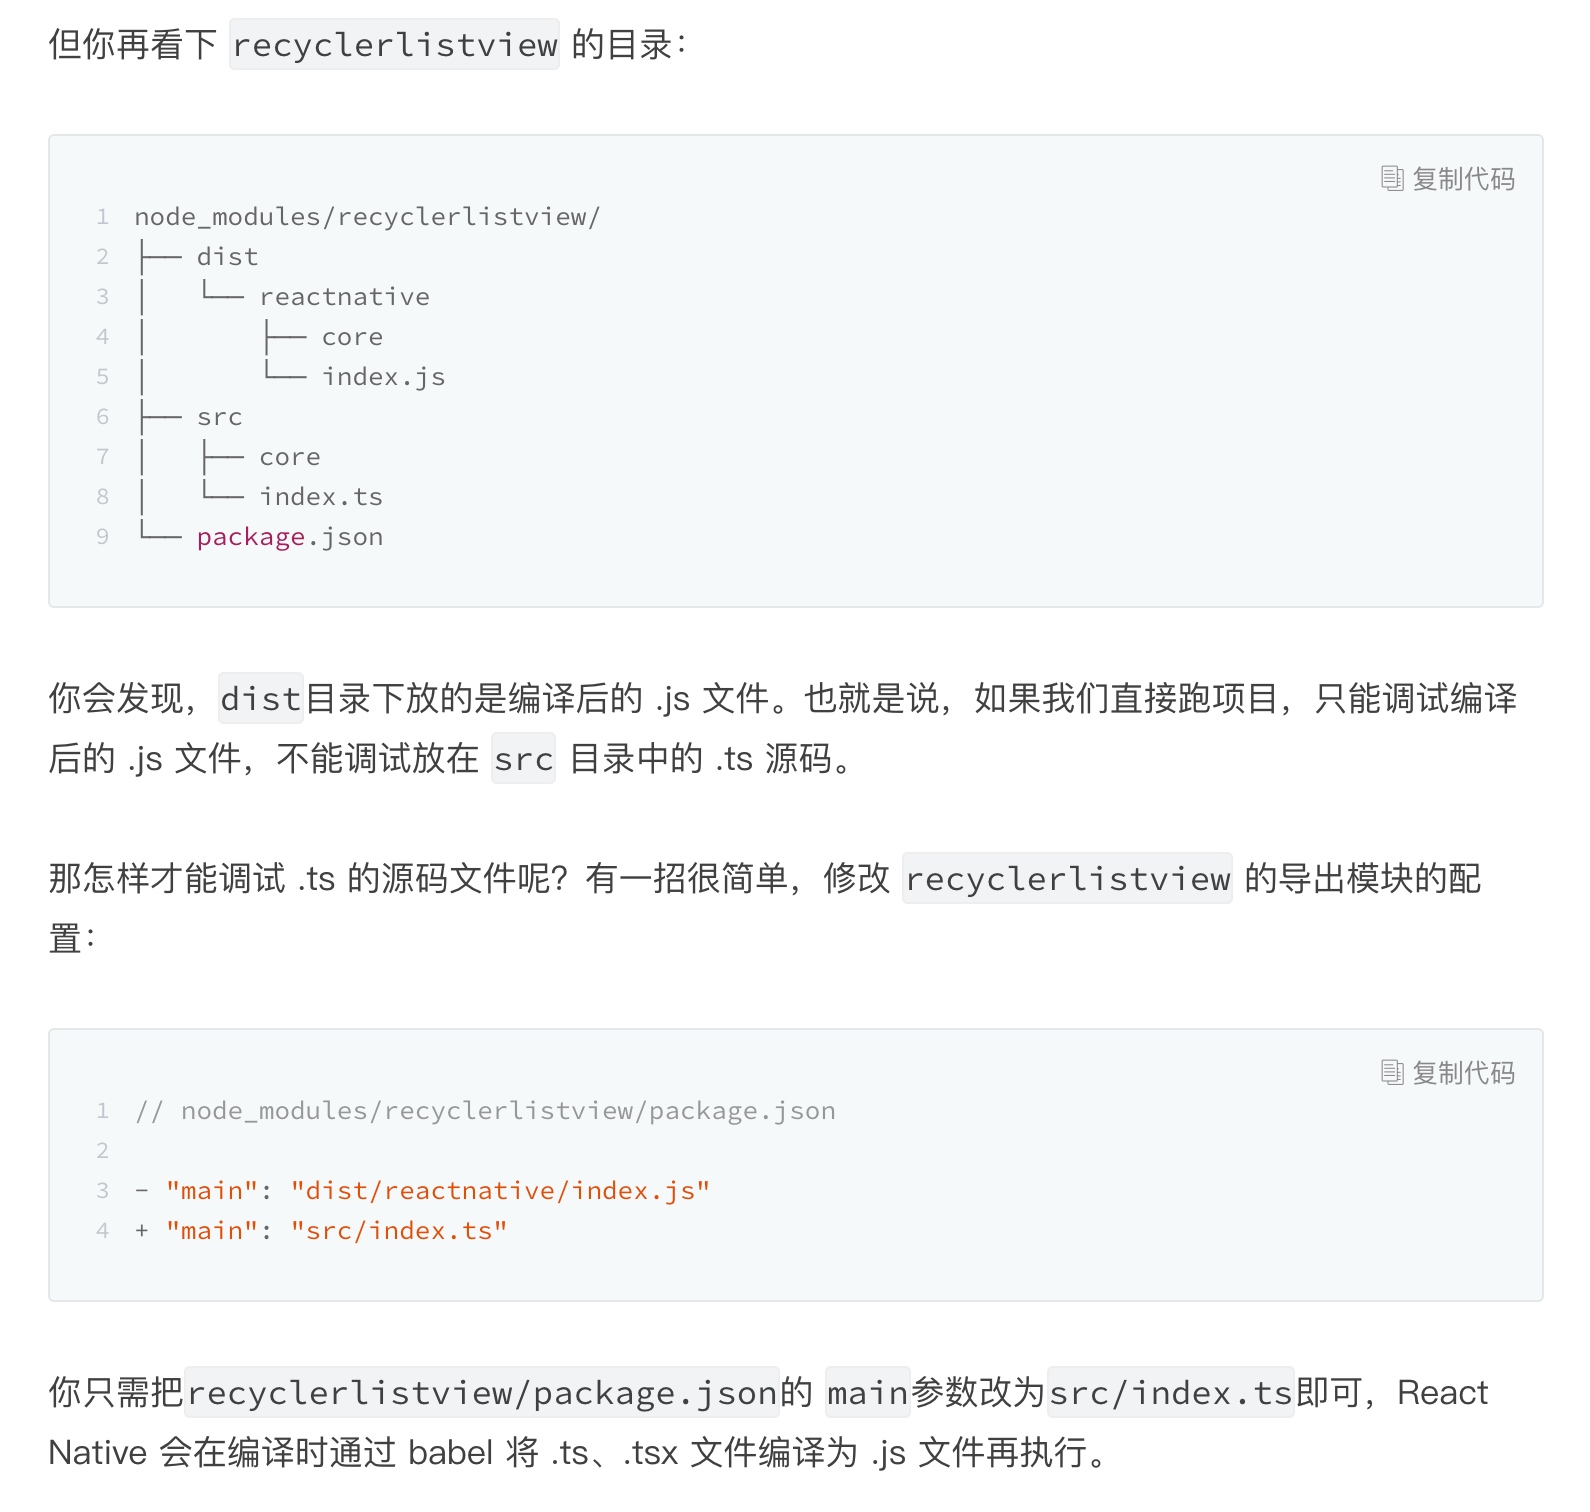 但你再看下 recyclerlistview 的目录：
复制代码
1 node_modules/recyclerlistview/
2 ├── dist
3 │   └── reactnative
4 │       ├── core
5 │       └── index.js
6 ├── src
7 │   ├── core
8 │   └── index.ts
9 └── package.json
你会发现，dist目录下放的是编译后的 .js 文件。也就是说，如果我们直接跑项目，只能调试编译
后的 .js 文件，不能调试放在 src 目录中的 .ts 源码。
那怎样才能调试 .ts 的源码文件呢？有一招很简单，修改 recyclerlistview 的导出模块的配
置：
复制代码
1 // node_modules/recyclerlistview/package.json
2
3 - "main": "dist/reactnative/index.js"
4 + "main": "src/index.ts"
你只需把recyclerlistview/package.json的 main参数改为src/index.ts即可，React
Native 会在编译时通过 babel 将 .ts、.tsx 文件编译为 .js 文件再执行。